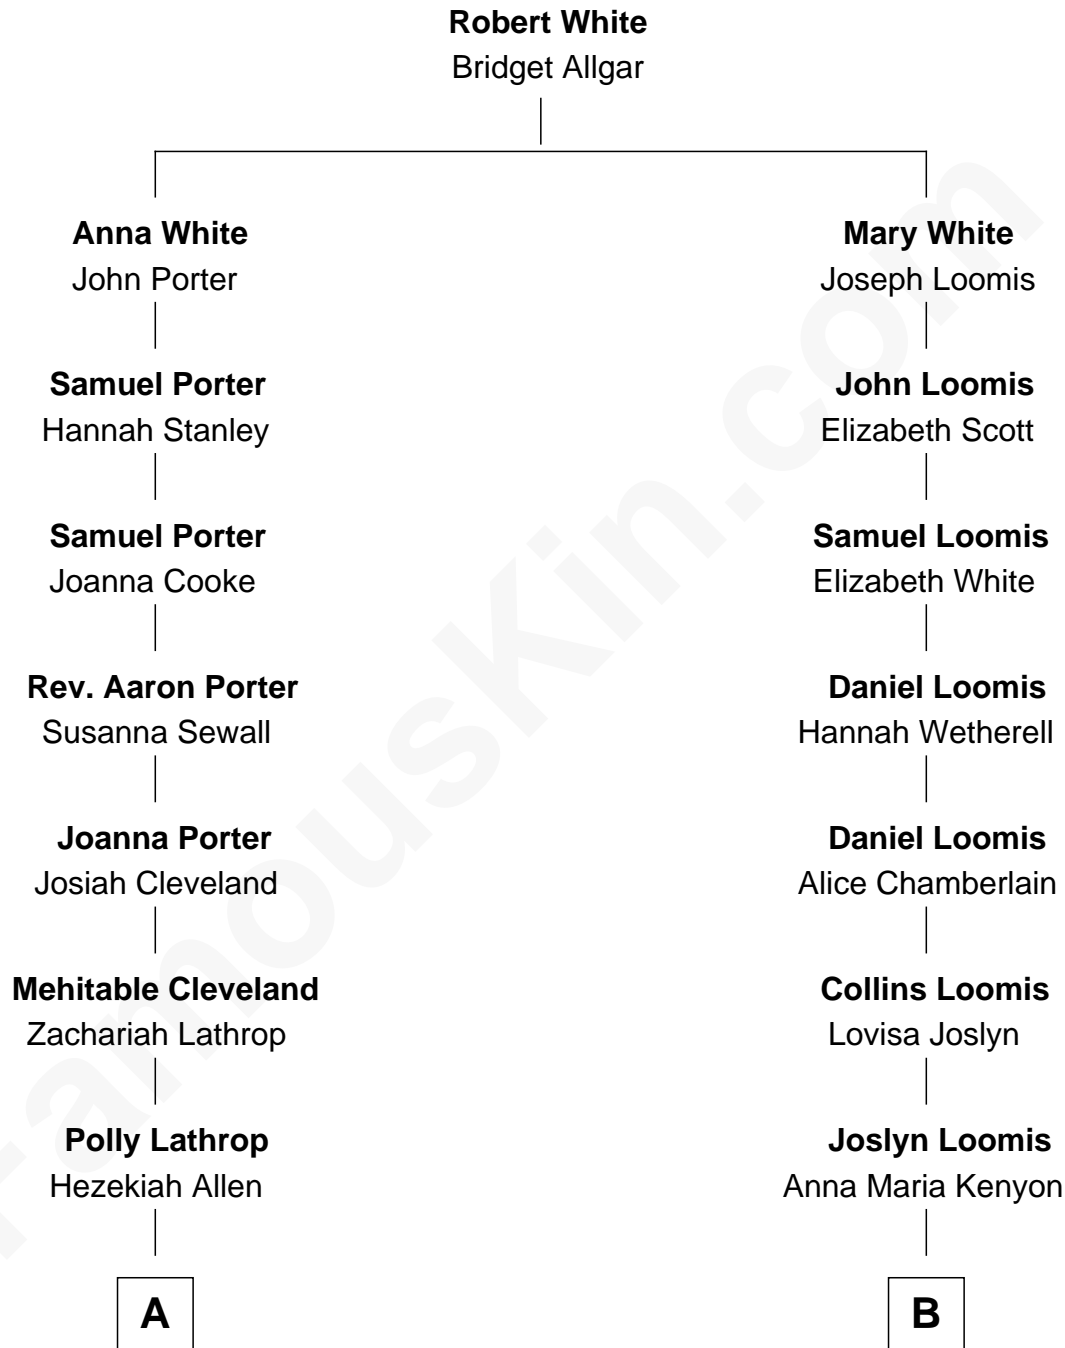 Robert White
Bridget Allgar
Anna White
John Porter
Mary White
Joseph Loomis
Samuel Porter
Hannah Stanley
John Loomis
Elizabeth Scott
Samuel Porter
Joanna Cooke
Samuel Loomis
Elizabeth White
Rev. Aaron Porter
Susanna Sewall
Daniel Loomis
Hannah Wetherell
Joanna Porter
Josiah Cleveland
Daniel Loomis
Alice Chamberlain
Mehitable Cleveland
Zachariah Lathrop
Collins Loomis
Lovisa Joslyn
Polly Lathrop
Hezekiah Allen
Joslyn Loomis
Anna Maria Kenyon
A
B
FamousKin.com